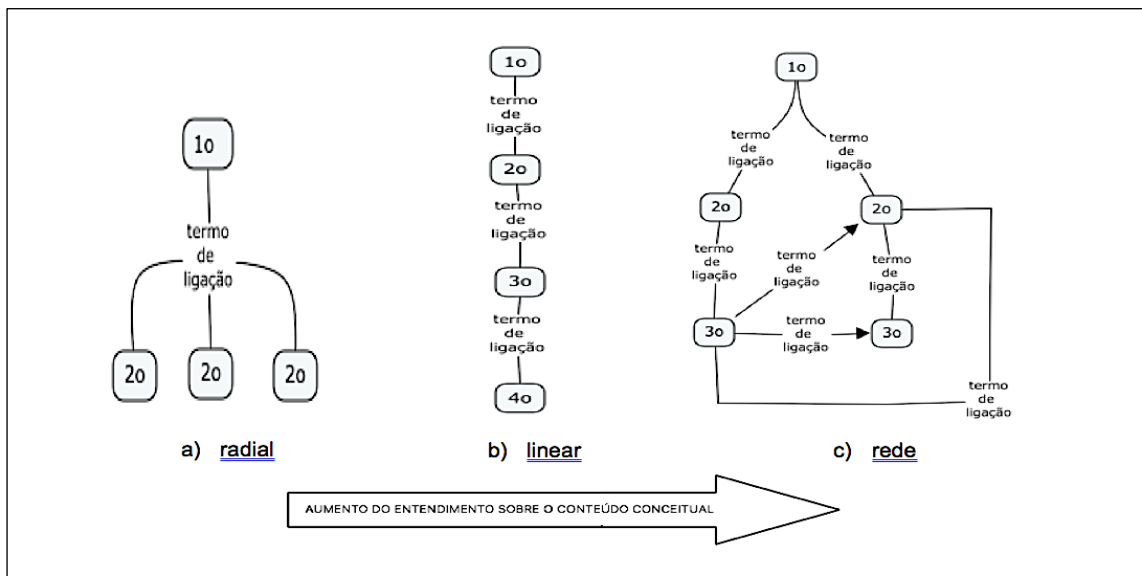 1o
termo
de
ligação
2o
2o
2o
a) radial
1o
termo
de
ligação
2o
termo
de
ligação
3o
termo
de
ligação
4o
b) linear
1o
termo
de
ligação
termo
de
ligação
2o
2o
termo
de
ligação
termo
de
ligação
termo
de
ligação
3o
termo
de
ligação
3o
termo
de
ligação
c) rede
AUMENTO DO ENTENDIMENTO SOBRE O CONTEÚDO CONCEITUAL